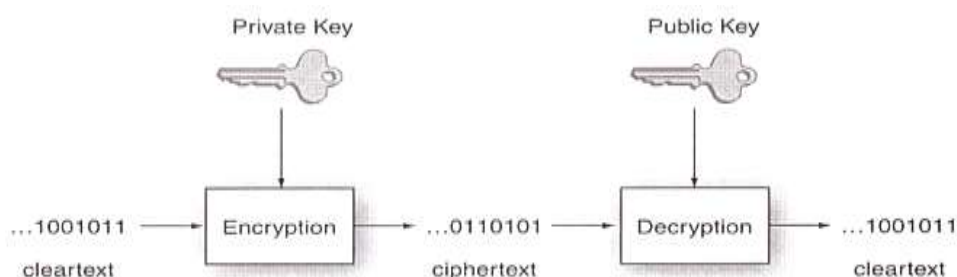 Private Key
Public Key
...1001011
Encryption
...0110101
Decryption
...1001011
cleartext
ciphertext
cleartext